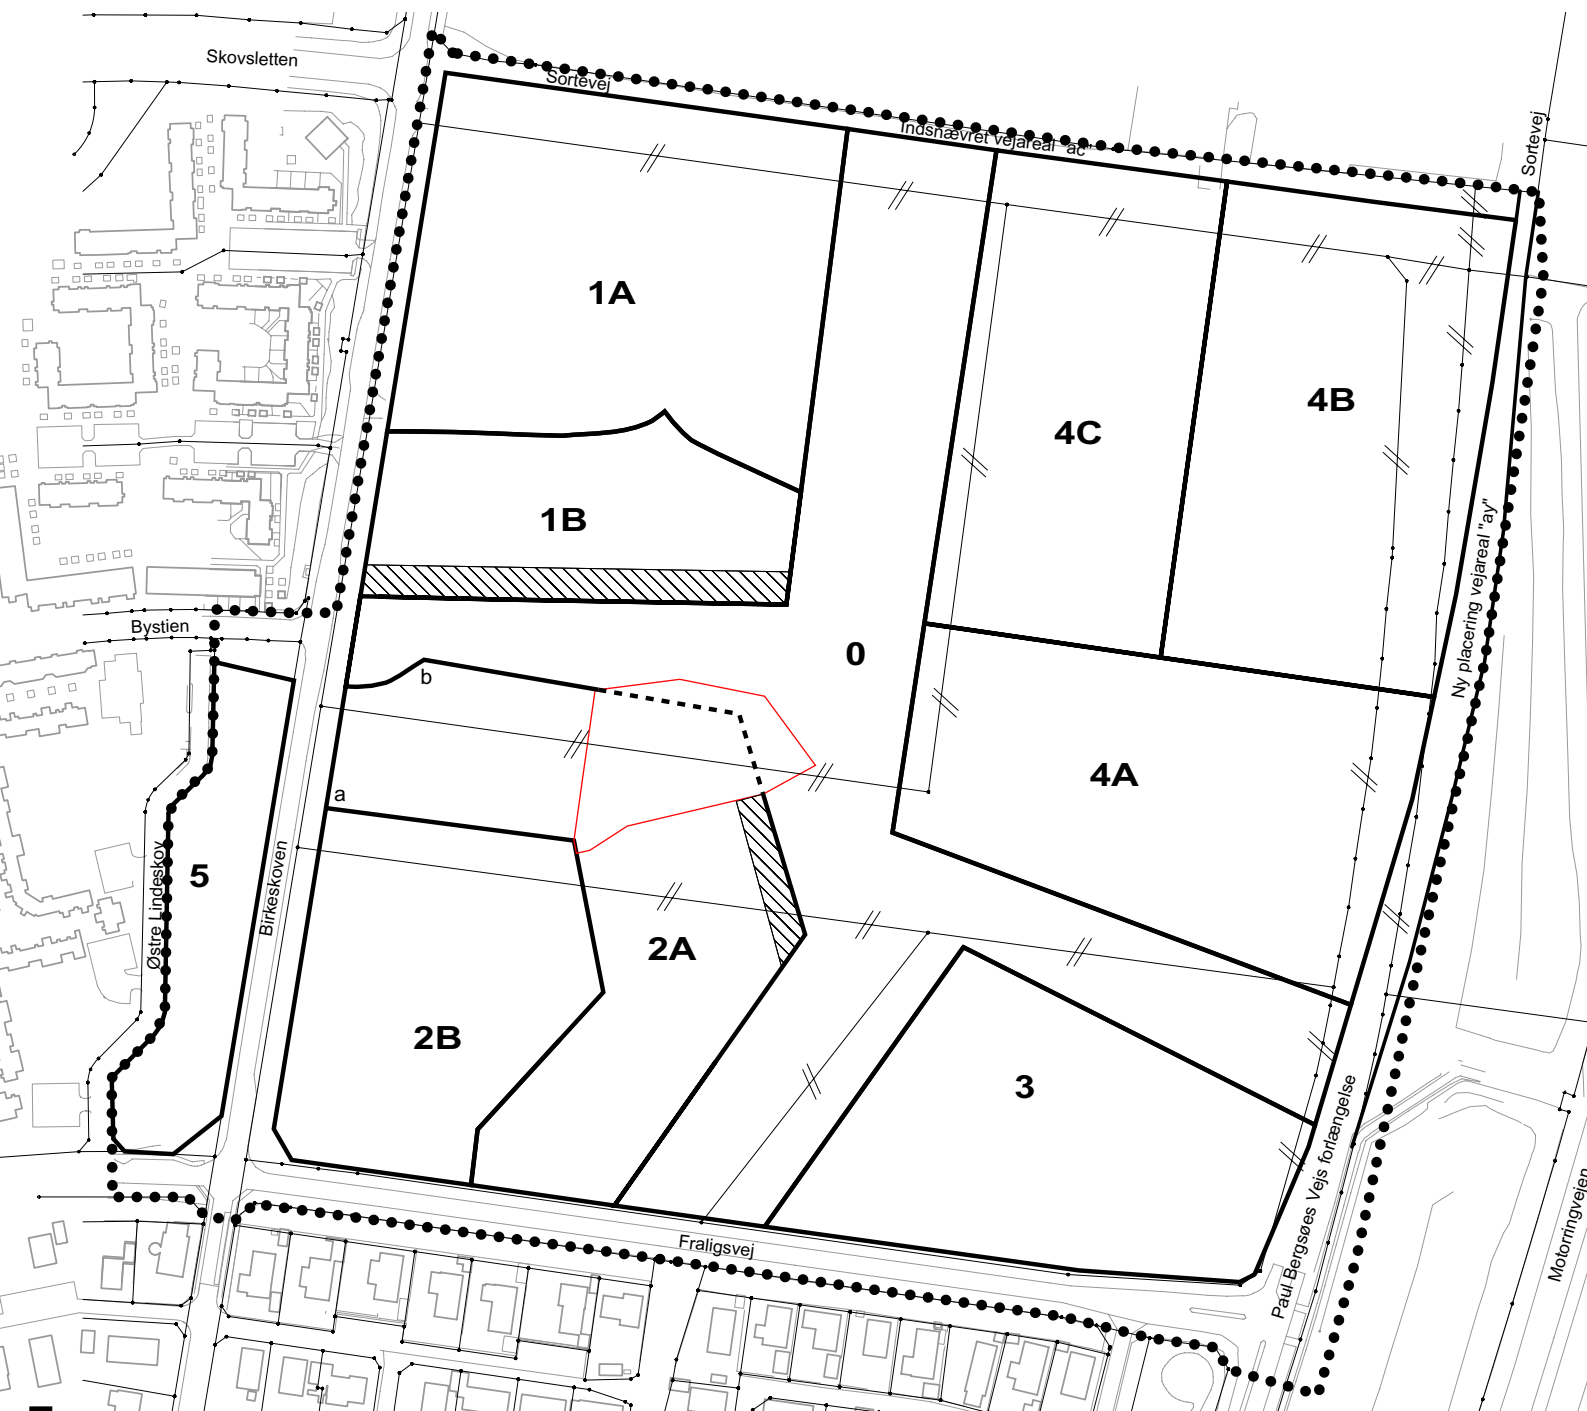 Skovsletten
Sortevej
Indsnævret vejareal "ac"
Sortevej
1A
4B
4C
1B
Ny placering vejareal "ay"
Bystien
0
b
4A
a
5
Østre Lindeskov
Birkeskoven
2A
2B
3
Paul Bergsøes Vejs forlængelse
Motorringvejen
Fraligsvej